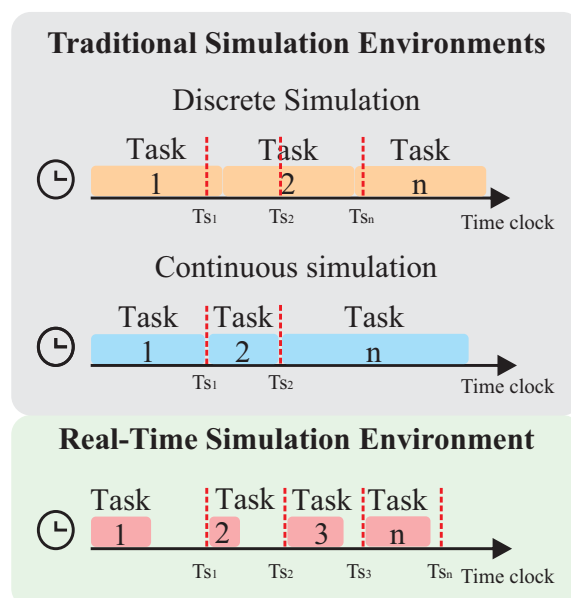 Traditional Simulation Environments
Discrete Simulation
Task Task Task
1 2 n
Ts1 Ts2 Tsn
Time clock
Continuous simulation
Task Task Task
1 2 n
Ts1 Ts2
Time clock
Real-Time Simulation Environment
Task Task Task Task
1 2 3 n
Ts1 Ts2 Ts3 Tsn Time clock